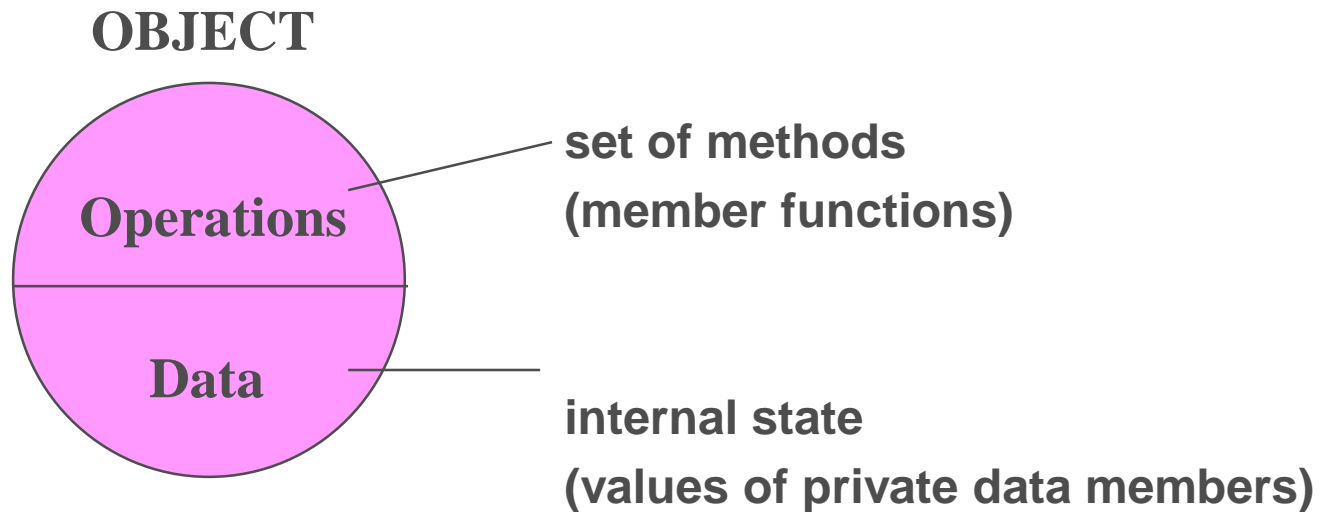 OBJECT
set of methods
(member functions)
Operations
Data
internal state
(values of private data members)